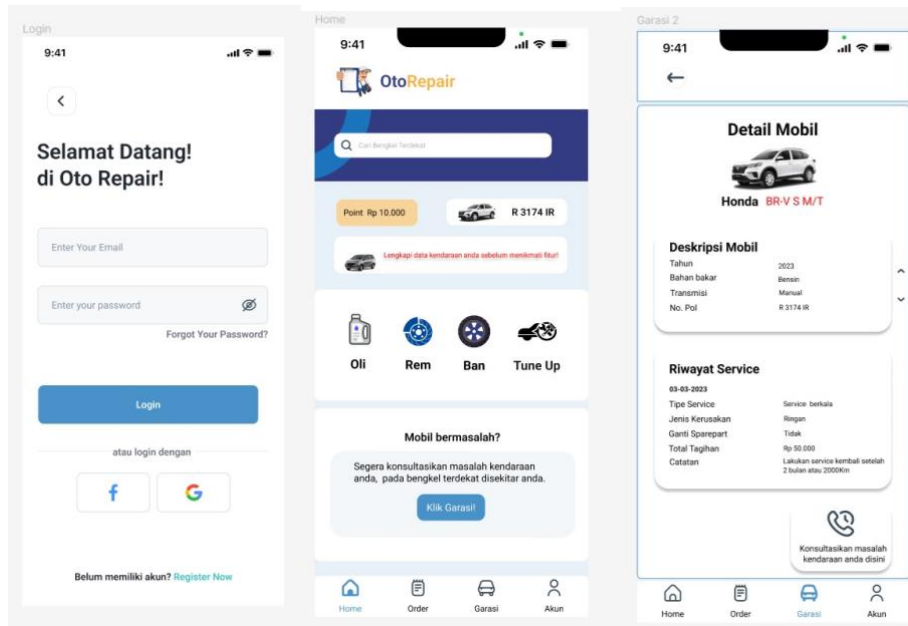 Login
9:41
Selamat Datang!
di Oto Repair!
Enter Your Email
Enter your password
Forgot Your Password?
Login
atau login dengan
Belum memiliki akun? Register Now
Home
9:41
OtoRepair
Cari Bengkel Terdekat
Point Rp 10.000
R 3174 IR
Lengkapi data kendaraan anda sebelum menikmati fitur!
Oli Rem Ban Tune Up
Mobil bermasalah?
Segera konsultasikan masalah kendaraan
anda, pada bengkel terdekat disekitar anda.
Klik Garasi!
Home Order Garasi Akun
Garasi 2
9:41
Detail Mobil
Honda BR-V S M/T
Deskripsi Mobil
Tahun 2023
Bahan bakar Bensin
Transmisi Manual
No. Pol R 3174 IR
Riwayat Service
03-03-2023
Tipe Service Service berkala
Jenis Kerusakan Ringan
Ganti Sparepart Tidak
Total Tagihan Rp 50.000
Catatan Lakukan service kembali setelah
2 bulan atau 2000Km
Konsultasikan masalah
kendaraan anda disini
Home Order Garasi Akun